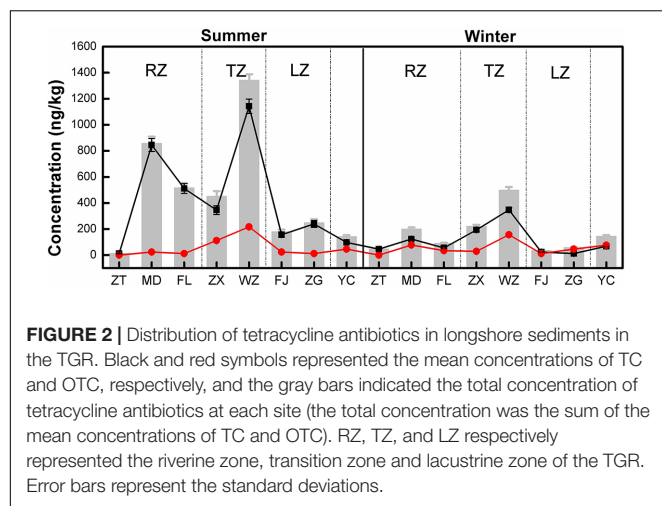 Summer Winter
RZ TZ LZ RZ TZ LZ
Concentration (ng/kg)
1600
1400
1200
1000
800
600
400
200
0
ZT MD FL ZX WZ FJ ZG YC ZT MD FL ZX WZ FJ ZG YC
FIGURE 2 | Distribution of tetracycline antibiotics in longshore sediments in
the TGR. Black and red symbols represented the mean concentrations of TC
and OTC, respectively, and the gray bars indicated the total concentration of
tetracycline antibiotics at each site (the total concentration was the sum of the
mean concentrations of TC and OTC). RZ, TZ, and LZ respectively
represented the riverine zone, transition zone and lacustrine zone of the TGR.
Error bars represent the standard deviations.